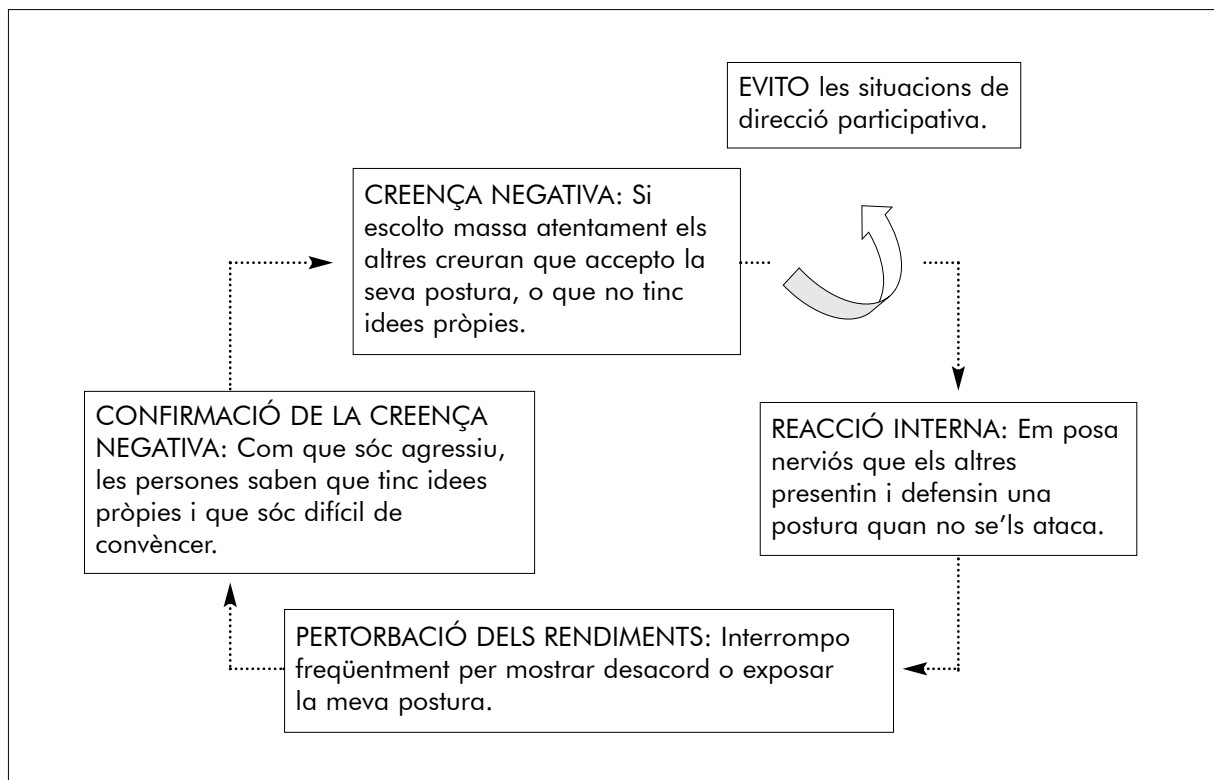 EVITO les situacions de
direcció participativa.
CREENÇA NEGATIVA: Si
escolto massa atentament els
altres creuran que accepto la
seva postura, o que no tinc
idees pròpies.
CONFIRMACIÓ DE LA CREENÇA
NEGATIVA: Com que sóc agressiu,
les persones saben que tinc idees
pròpies i que sóc difícil de
convèncer.
REACCIÓ INTERNA: Em posa
nerviós que els altres
presentin i defensin una
postura quan no se’ls ataca.
PERTORBACIÓ DELS RENDIMENTS: Interrompo
freqüentment per mostrar desacord o exposar
la meva postura.